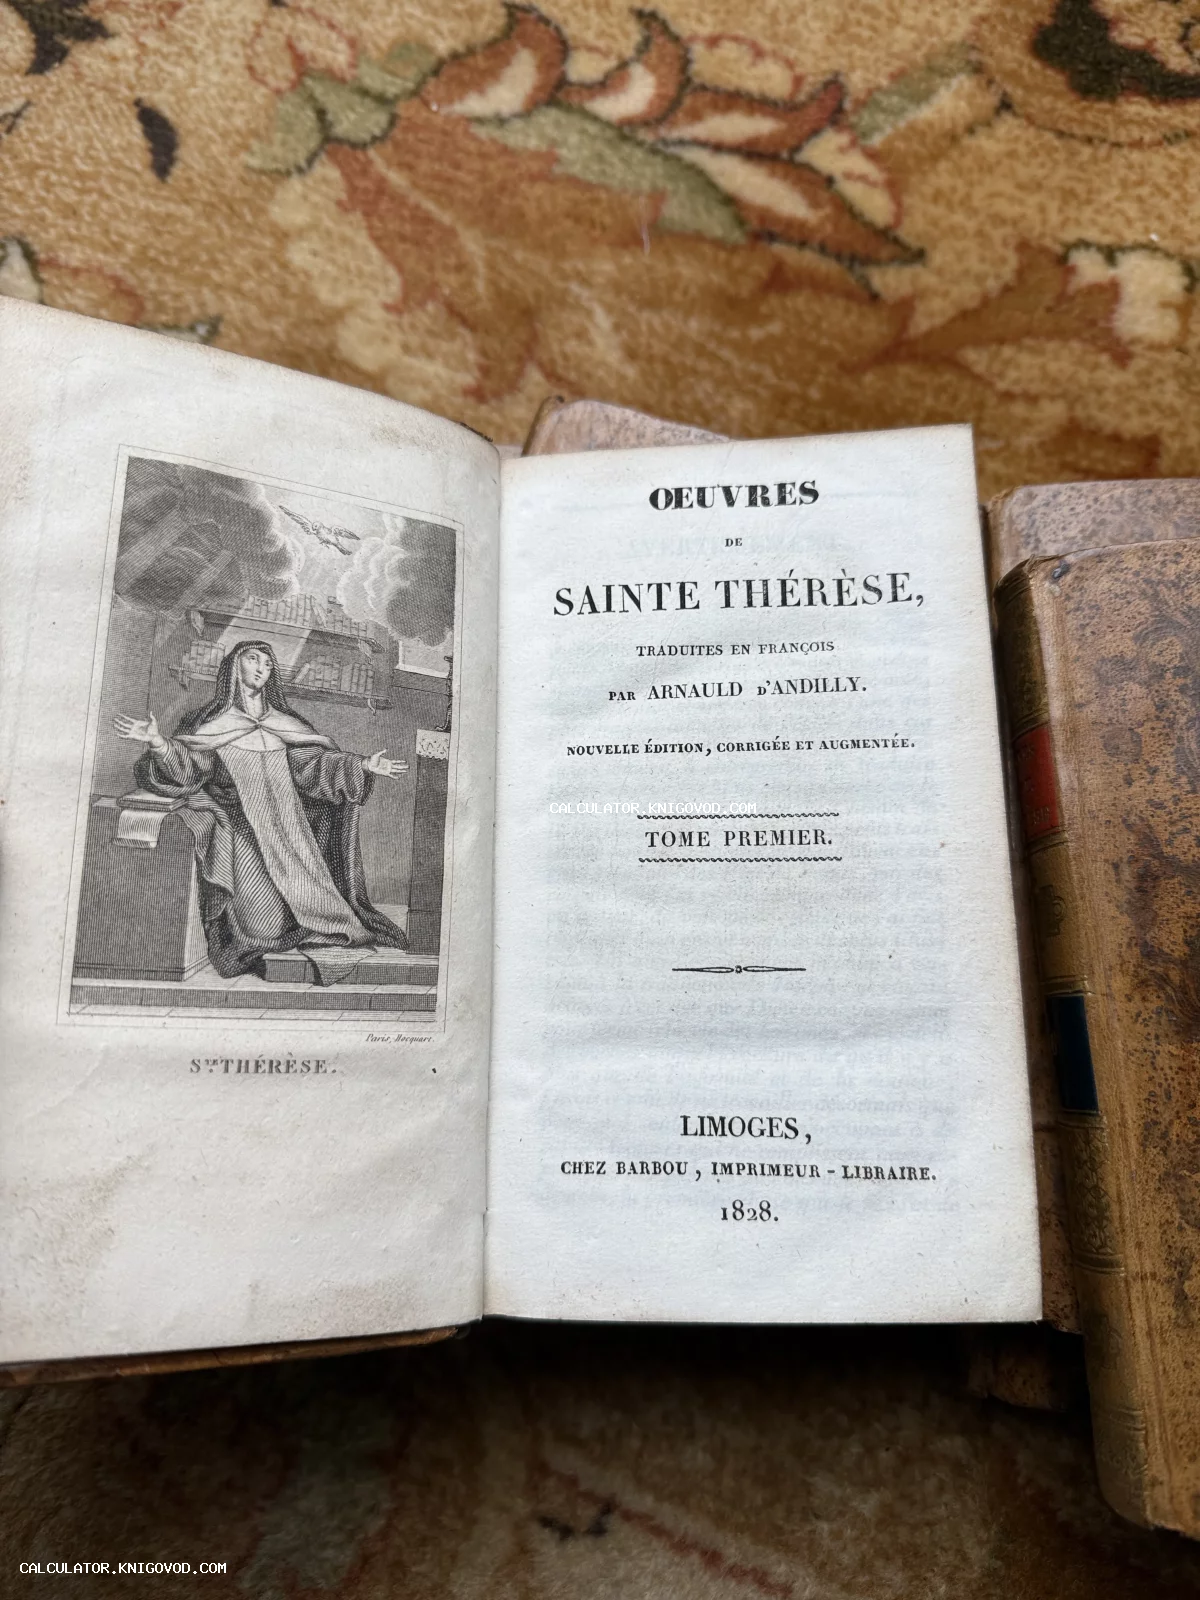 Paris, Hocquart.
Sᵗᵉ THÉRÈSE.
OEUVRES
DE
SAINTE THÉRÈSE,
TRADUITES EN FRANÇOIS
PAR ARNAULD D'ANDILLY.
NOUVELLE ÉDITION, CORRIGÉE ET AUGMENTÉE.
CALCULATOR.KNIGOVOD.COM
TOME PREMIER.
LIMOGES,
CHEZ BARBOU, IMPRIMEUR-LIBRAIRE.
1828.
CALCULATOR.KNIGOVOD.COM